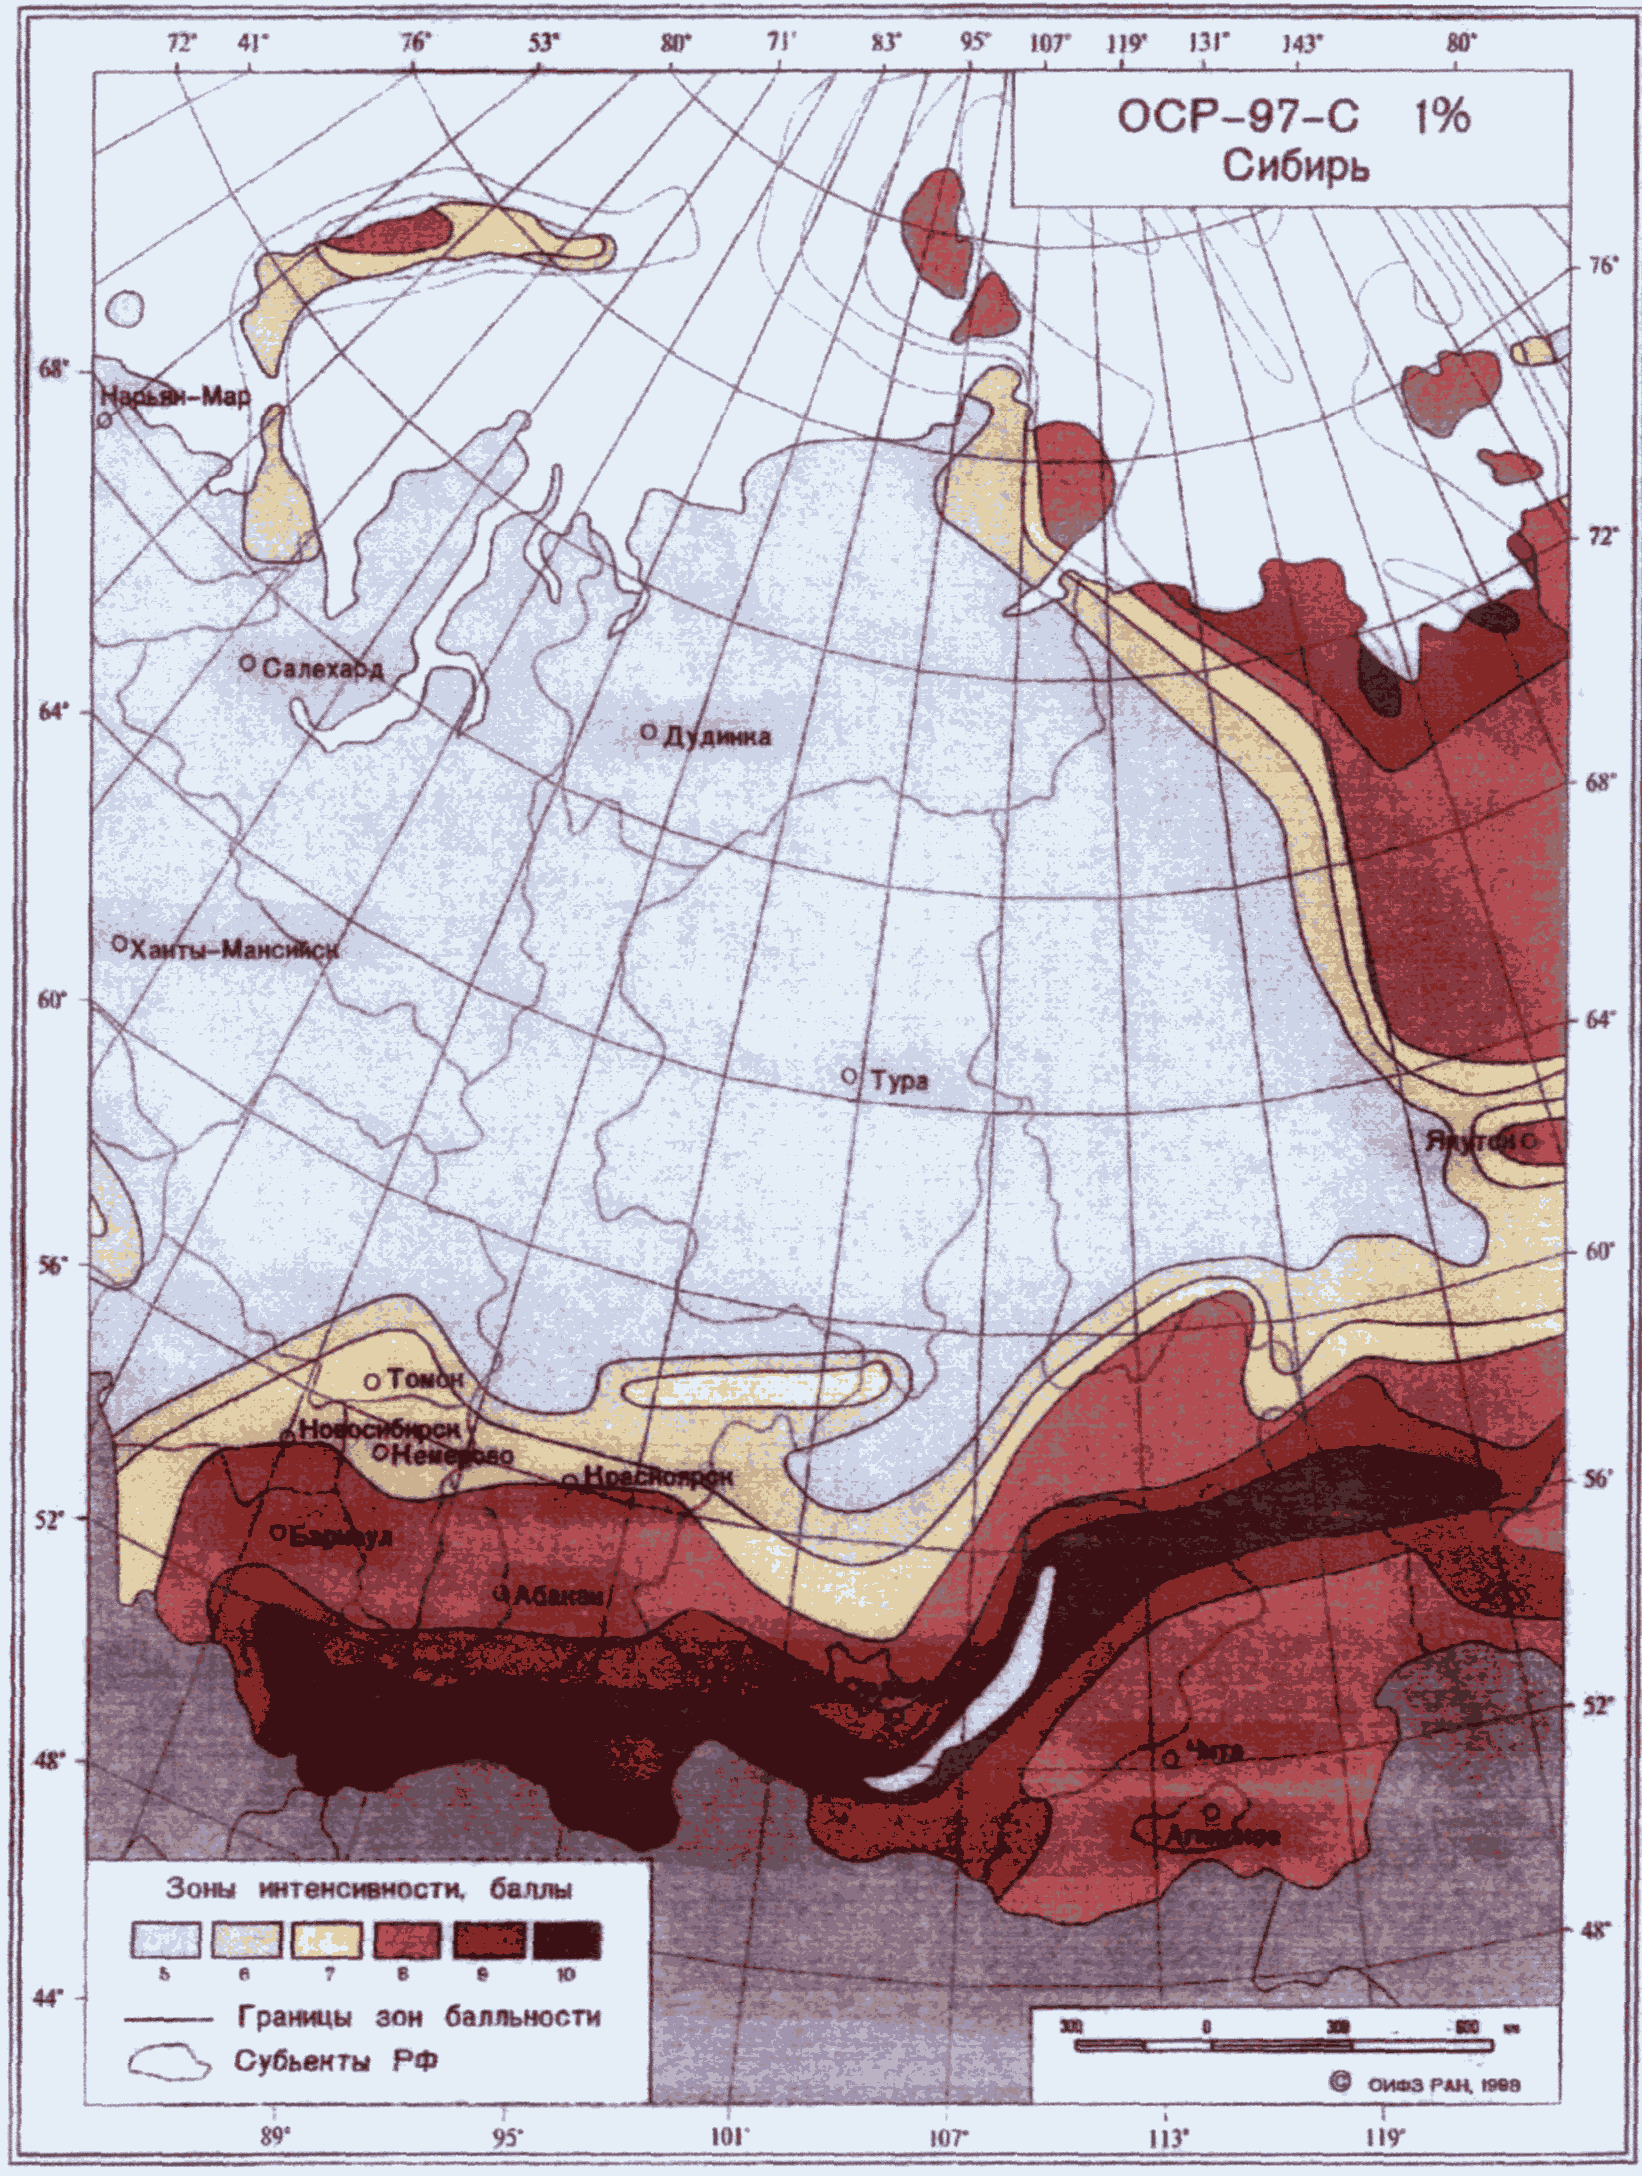 72° 41° 76° 53° 80° 71° 83° 95° 107° 119° 131° 143° 80°
ОСР-97-С 1%
Сибирь
76°
68°
Нарьян-Мар
72°
Салехард
64°
Дудинка
68°
Ханты-Мансийск
60°
64°
Тура
Якутск
60°
56°
Томск
Новосибирск
Кемерово
Красноярск
56°
52°
Барнаул
Абакан
52°
Чита
48°
Агинское
Зоны интенсивности, баллы
5 6 7 8 9 10
48°
44°
Границы зон балльности
Субъекты РФ
300 0 300 600 км
© ОИФЗ РАН, 1998
89° 95° 101° 107° 113° 119°